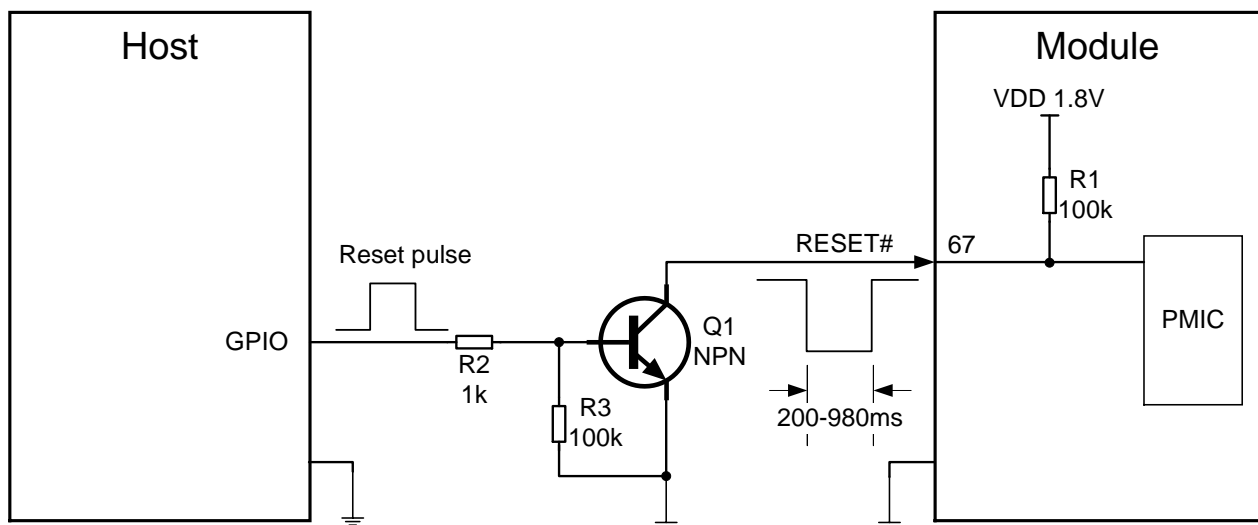 Host
Module
VDD 1.8V
R1
100k
RESET#
67
Reset pulse
GPIO
R2
1k
Q1
NPN
PMIC
R3
100k
200-980ms